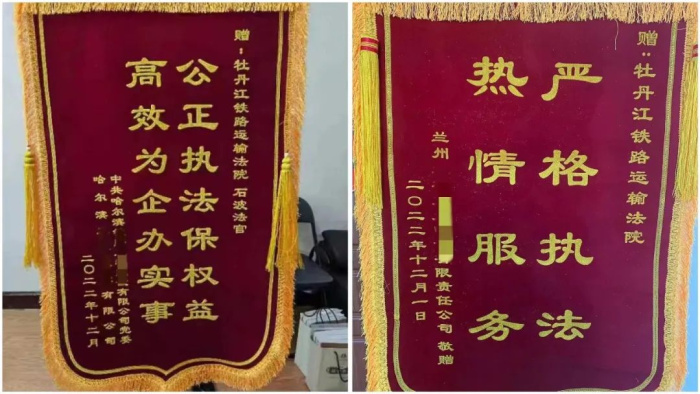 赠:牡丹江铁路运输法院 石波法官
公正执法保权益
高效为企办实事
中共哈尔滨 有限公司党委
哈尔滨 有限公司
二〇二二年十二月
赠:牡丹江铁路运输法院
严格执法
热情服务
兰州 有限责任公司 敬赠
二〇二二年十二月一日